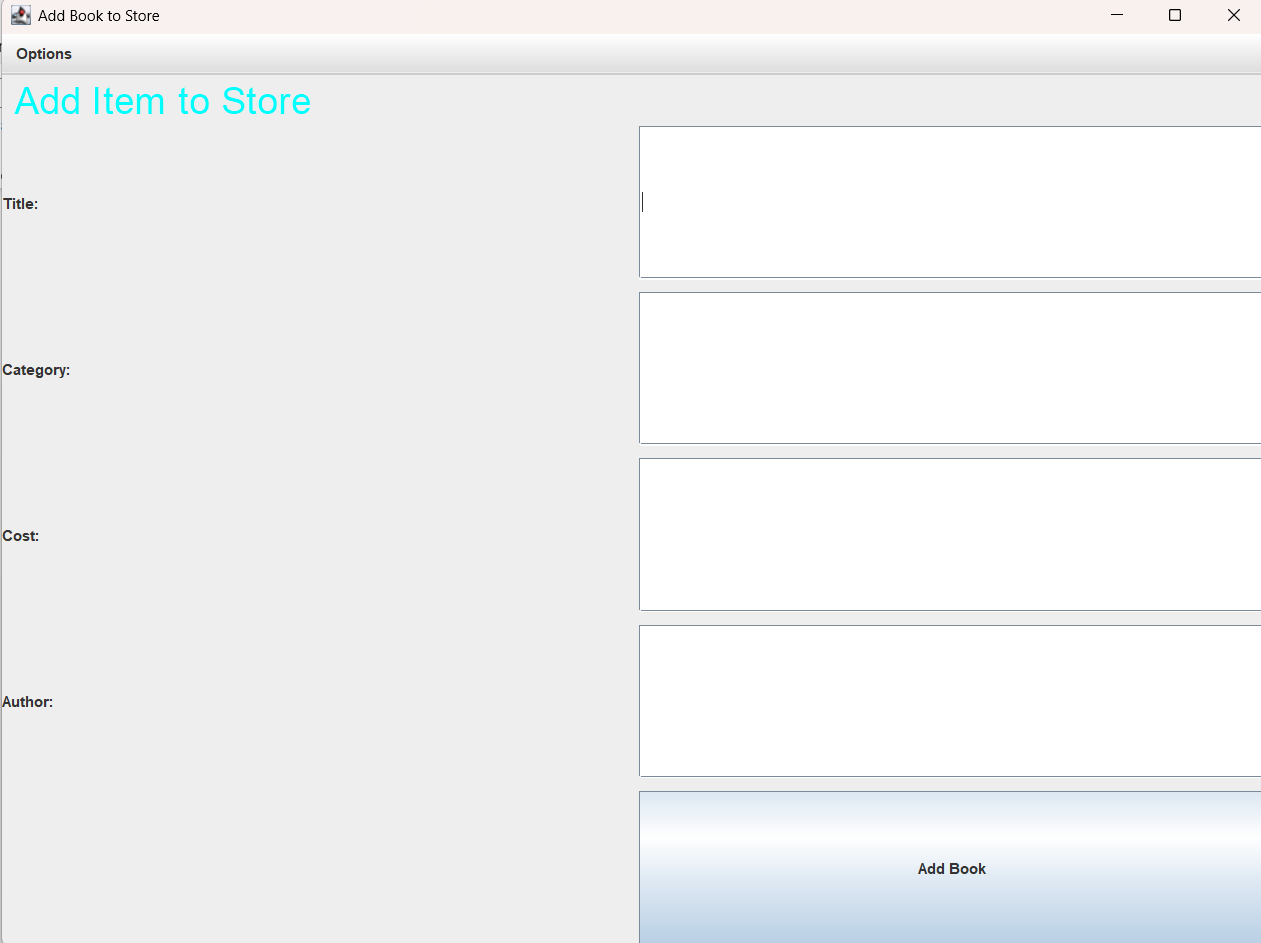 Add Book to Store
Options
Add Item to Store
Title:
Category:
Cost:
Author:
Add Book